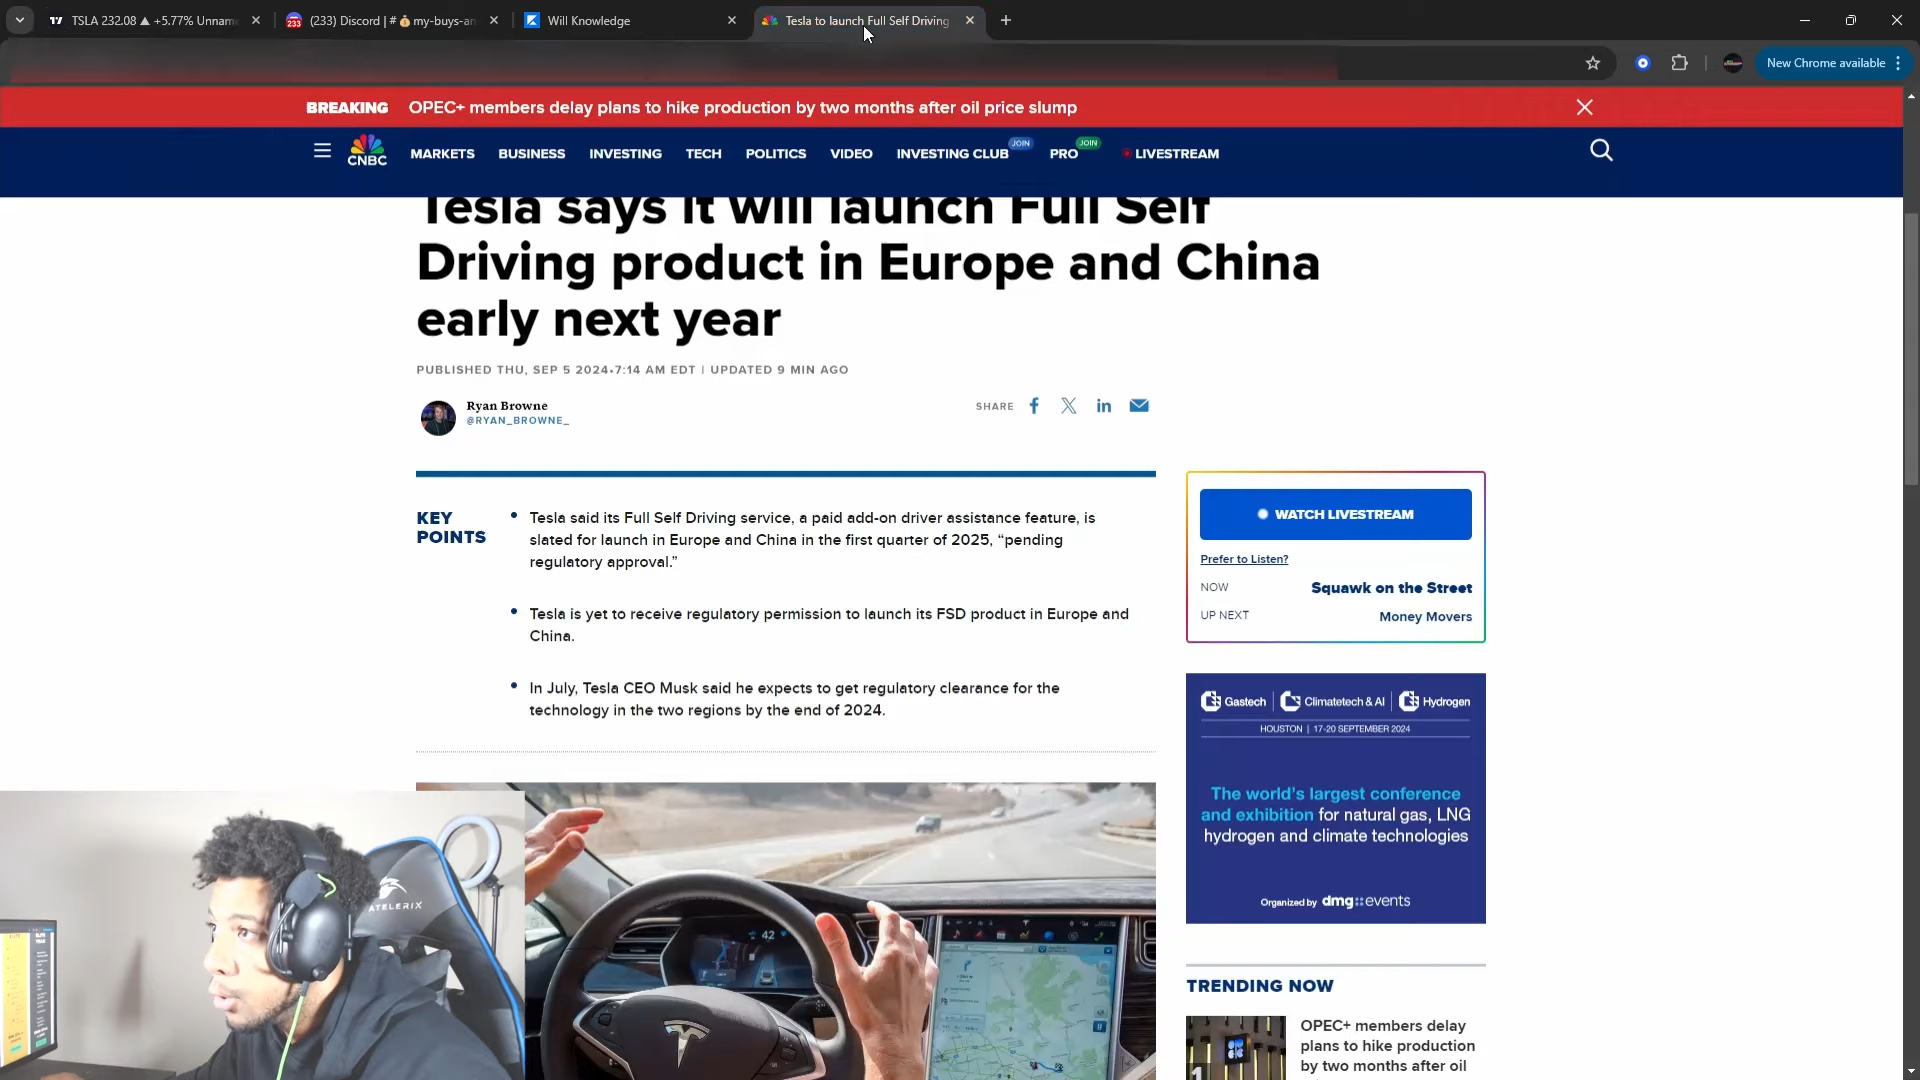 TSLA 232.08 ▲ +5.77% Unnam
(233) Discord | # 💰my-buys-an
Will Knowledge
Tesla to launch Full Self Driving
New Chrome available
BREAKING OPEC+ members delay plans to hike production by two months after oil price slump
CNBC
MARKETS BUSINESS INVESTING TECH POLITICS VIDEO INVESTING CLUB JOIN PRO JOIN LIVESTREAM
Tesla says it will launch Full Self
Driving product in Europe and China
early next year
PUBLISHED THU, SEP 5 2024•7:14 AM EDT | UPDATED 9 MIN AGO
Ryan Browne
@RYAN_BROWNE_
SHARE
KEY
POINTS
• Tesla said its Full Self Driving service, a paid add-on driver assistance feature, is
slated for launch in Europe and China in the first quarter of 2025, “pending
regulatory approval.”
• Tesla is yet to receive regulatory permission to launch its FSD product in Europe and
China.
• In July, Tesla CEO Musk said he expects to get regulatory clearance for the
technology in the two regions by the end of 2024.
WATCH LIVESTREAM
Prefer to Listen?
NOW Squawk on the Street
UP NEXT Money Movers
Gastech | Climatetech & AI | Hydrogen
HOUSTON | 17-20 SEPTEMBER 2024
The world's largest conference
and exhibition for natural gas, LNG
hydrogen and climate technologies
Organized by dmg::events
TRENDING NOW
1
OPEC+ members delay
plans to hike production
by two months after oil
ATELERIX
42